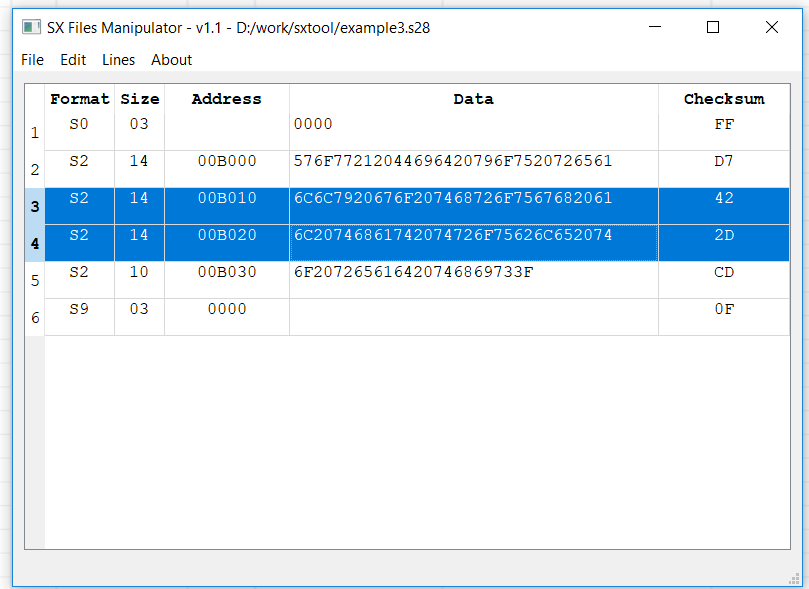 SX Files Manipulator - v1.1 - D:/work/sxtool/example3.s28
File Edit Lines About
Format Size Address Data Checksum
1 S0 03 0000 FF
2 S2 14 00B000 576F77212044696420796F7520726561 D7
3 S2 14 00B010 6C6C7920676F207468726F7567682061 42
4 S2 14 00B020 6C20746861742074726F75626C652074 2D
5 S2 10 00B030 6F207265616420746869733F CD
6 S9 03 0000 0F